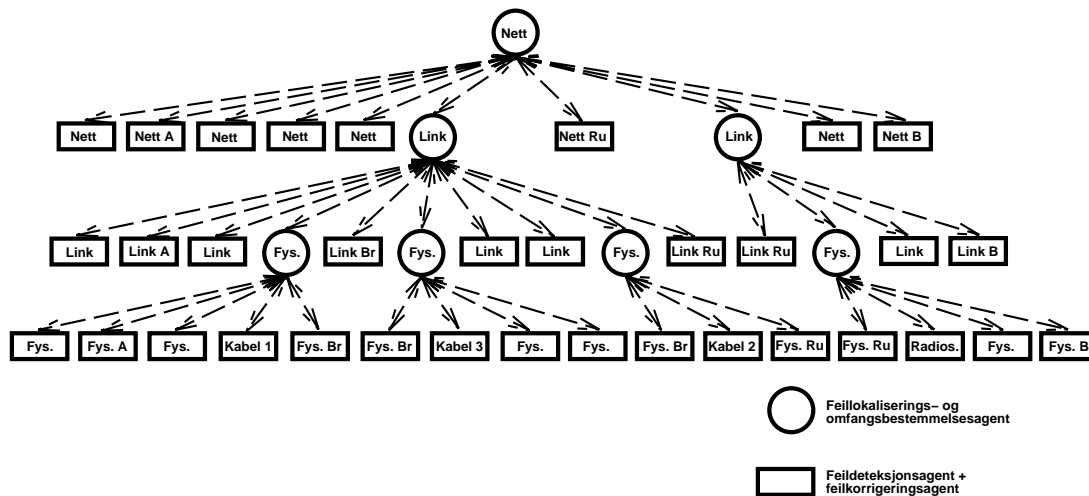 Nett
Nett Nett A Nett Nett Nett Link Nett Ru Link Nett Nett B
Link Link A Link Fys. Link Br Fys. Link Link Fys. Link Ru Link Ru Fys. Link Link B
Fys. Fys. A Fys. Kabel 1 Fys. Br Fys. Br Kabel 3 Fys. Fys. Fys. Br Kabel 2 Fys. Ru Fys. Ru Radios. Fys. Fys. B
Feillokaliserings– og
omfangsbestemmelsesagent
Feildeteksjonsagent +
feilkorrigeringsagent